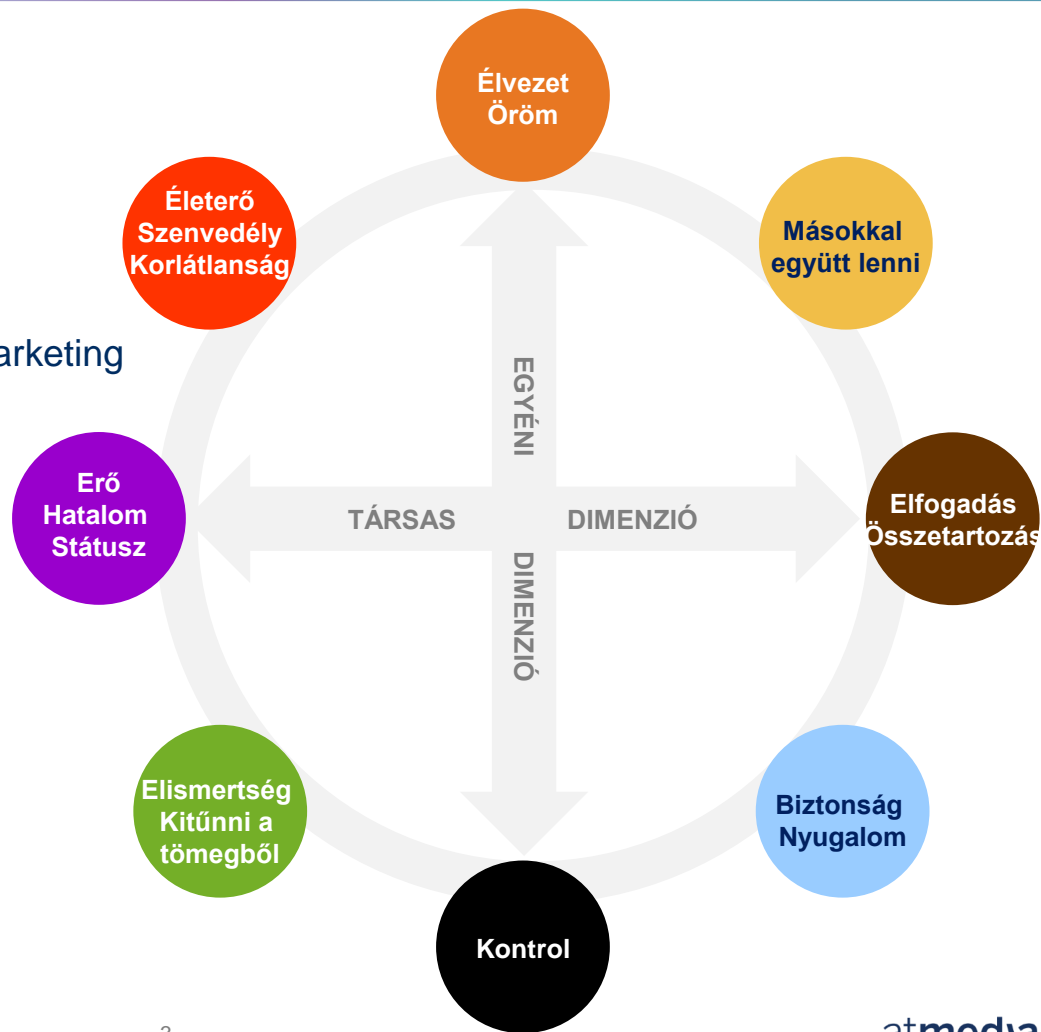 Élvezet
Öröm
Életerő
Szenvedély
Korlátlanság
Másokkal
együtt lenni
arketing
EGYÉNI
Erő
Hatalom
Státusz
TÁRSAS DIMENZIÓ
Elfogadás
Összetartozás
DIMENZIÓ
Elismertség
Kitűnni a
tömegből
Biztonság
Nyugalom
Kontrol
atmedia